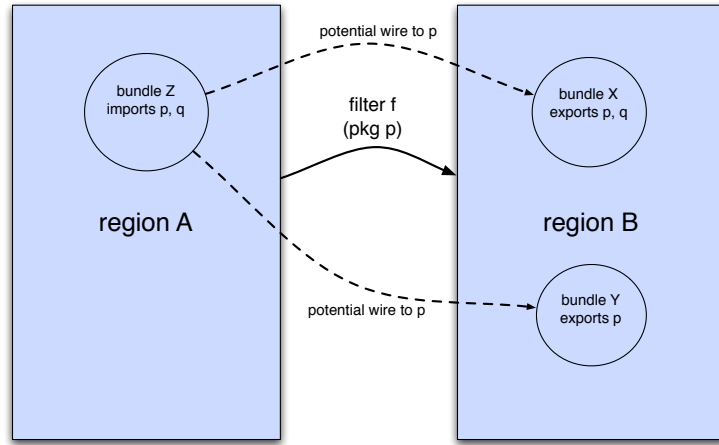 potential wire to p
bundle Z
imports p, q
bundle X
exports p, q
filter f
(pkg p)
region A
region B
bundle Y
exports p
potential wire to p